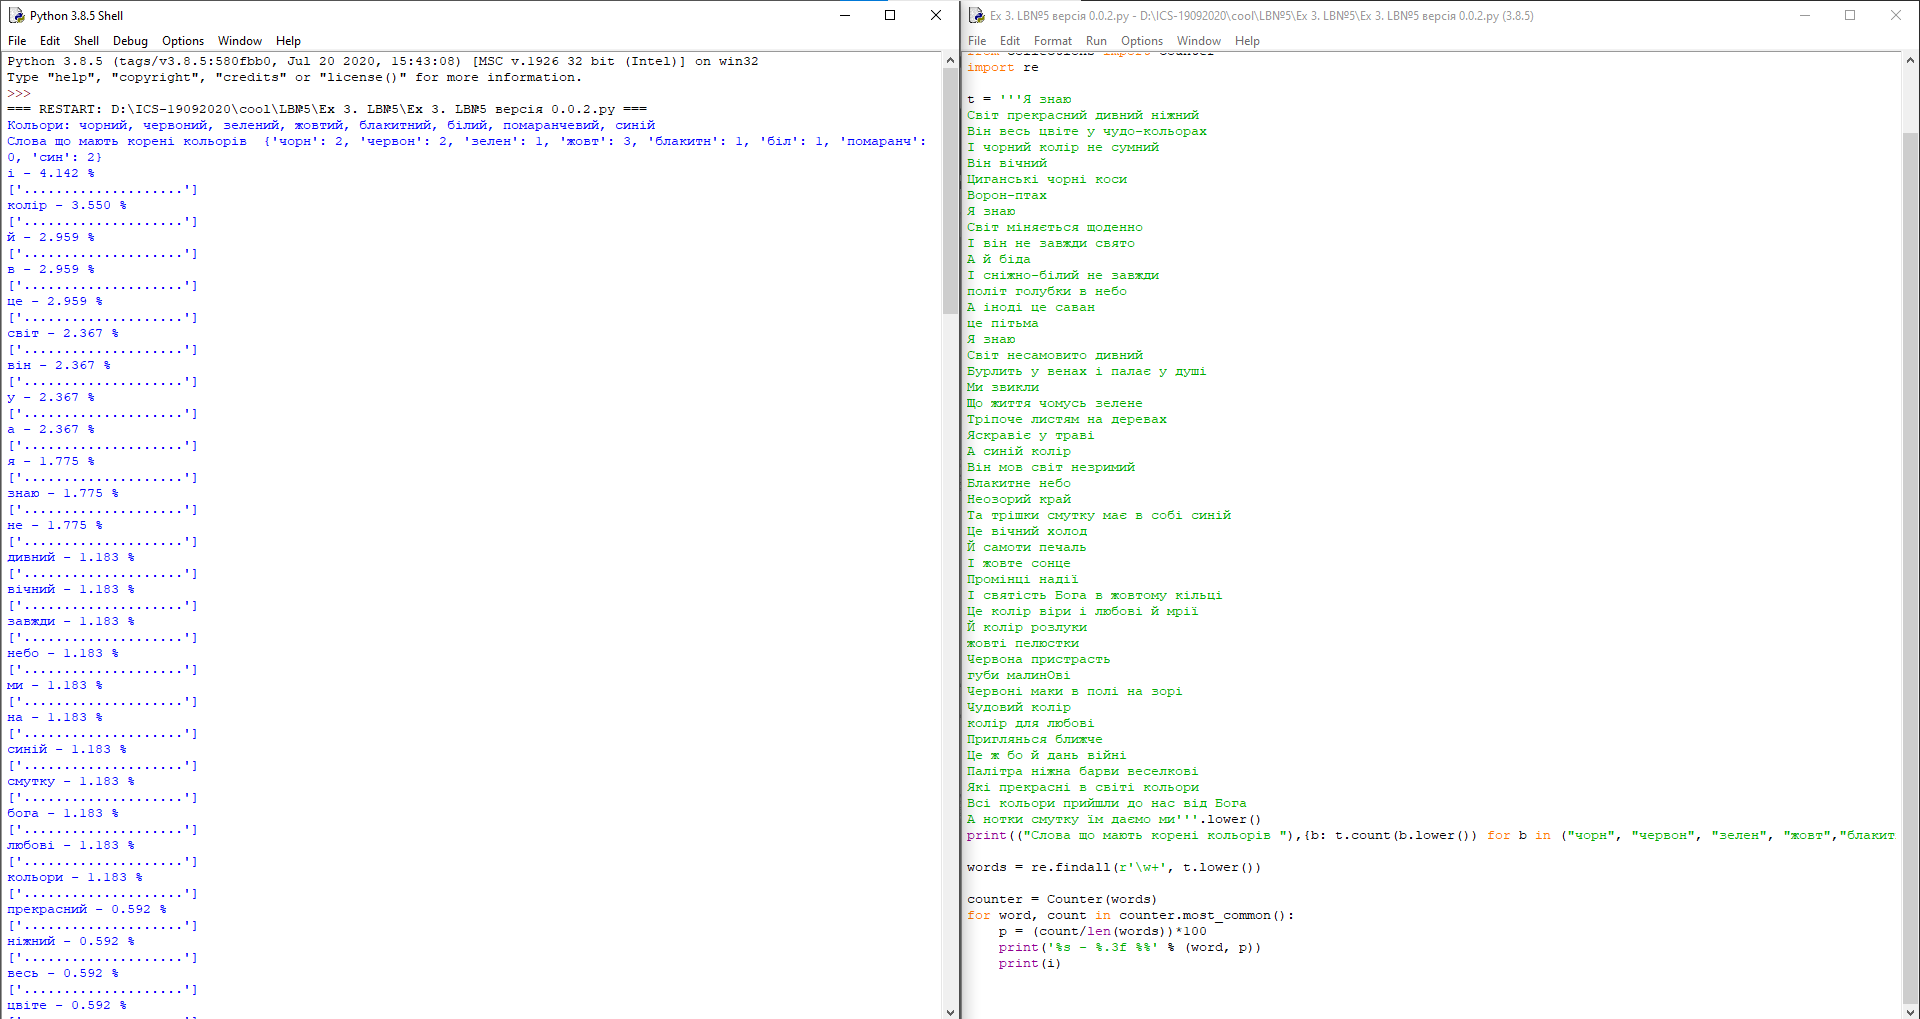 Python 3.8.5 Shell
File Edit Shell Debug Options Window Help
Python 3.8.5 (tags/v3.8.5:580fbb0, Jul 20 2020, 15:43:08) [MSC v.1926 32 bit (Intel)] on win32
Type "help", "copyright", "credits" or "license()" for more information.
>>>
=== RESTART: D:\ICS-19092020\cool\LB№5\Ex 3. LB№5\Ex 3. LB№5 версія 0.0.2.py ===
Кольори: чорний, червоний, зелений, жовтий, блакитний, білий, помаранчевий, синій
Слова що мають корені кольорів  {'чорн': 2, 'червон': 2, 'зелен': 1, 'жовт': 3, 'блакитн': 1, 'біл': 1, 'помаранч':
0, 'син': 2}
і - 4.142 %
['....................']
колір - 3.550 %
['....................']
й - 2.959 %
['....................']
в - 2.959 %
['....................']
це - 2.959 %
['....................']
світ - 2.367 %
['....................']
він - 2.367 %
['....................']
у - 2.367 %
['....................']
а - 2.367 %
['....................']
я - 1.775 %
['....................']
знаю - 1.775 %
['....................']
не - 1.775 %
['....................']
дивний - 1.183 %
['....................']
вічний - 1.183 %
['....................']
завжди - 1.183 %
['....................']
небо - 1.183 %
['....................']
ми - 1.183 %
['....................']
на - 1.183 %
['....................']
синій - 1.183 %
['....................']
смутку - 1.183 %
['....................']
бога - 1.183 %
['....................']
любові - 1.183 %
['....................']
кольори - 1.183 %
['....................']
прекрасний - 0.592 %
['....................']
ніжний - 0.592 %
['....................']
весь - 0.592 %
['....................']
цвіте - 0.592 %
Ex 3. LB№5 версія 0.0.2.py - D:\ICS-19092020\cool\LB№5\Ex 3. LB№5\Ex 3. LB№5 версія 0.0.2.py (3.8.5)
File Edit Format Run Options Window Help
from collections import Counter
import re
t = '''Я знаю
Світ прекрасний дивний ніжний
Він весь цвіте у чудо-кольорах
І чорний колір не сумний
Він вічний
Циганські чорні коси
Ворон-птах
Я знаю
Світ міняється щоденно
І він не завжди свято
А й біда
І сніжно-білий не завжди
політ голубки в небо
А іноді це саван
це пітьма
Я знаю
Світ несамовито дивний
Бурлить у венах і палає у душі
Ми звикли
Що життя чомусь зелене
Тріпоче листям на деревах
Яскравіє у траві
А синій колір
Він мов світ незримий
Блакитне небо
Неозорий край
Та трішки смутку має в собі синій
Це вічний холод
Й самоти печаль
І жовте сонце
Промінці надії
І святість Бога в жовтому кільці
Це колір віри і любові й мрії
Й колір розлуки
жовті пелюстки
Червона пристрасть
губи малинОві
Червоні маки в полі на зорі
Чудовий колір
колір для любові
Приглянься ближче
Це ж бо й дань війні
Палітра ніжна барви веселкові
Які прекрасні в світі кольори
Всі кольори прийшли до нас від Бога
А нотки смутку їм даємо ми'''.lower()
print(("Слова що мають корені кольорів "),{b: t.count(b.lower()) for b in ("чорн", "червон", "зелен", "жовт","блакит
words = re.findall(r'\w+', t.lower())
counter = Counter(words)
for word, count in counter.most_common():
    p = (count/len(words))*100
    print('%s - %.3f %%' % (word, p))
    print(i)